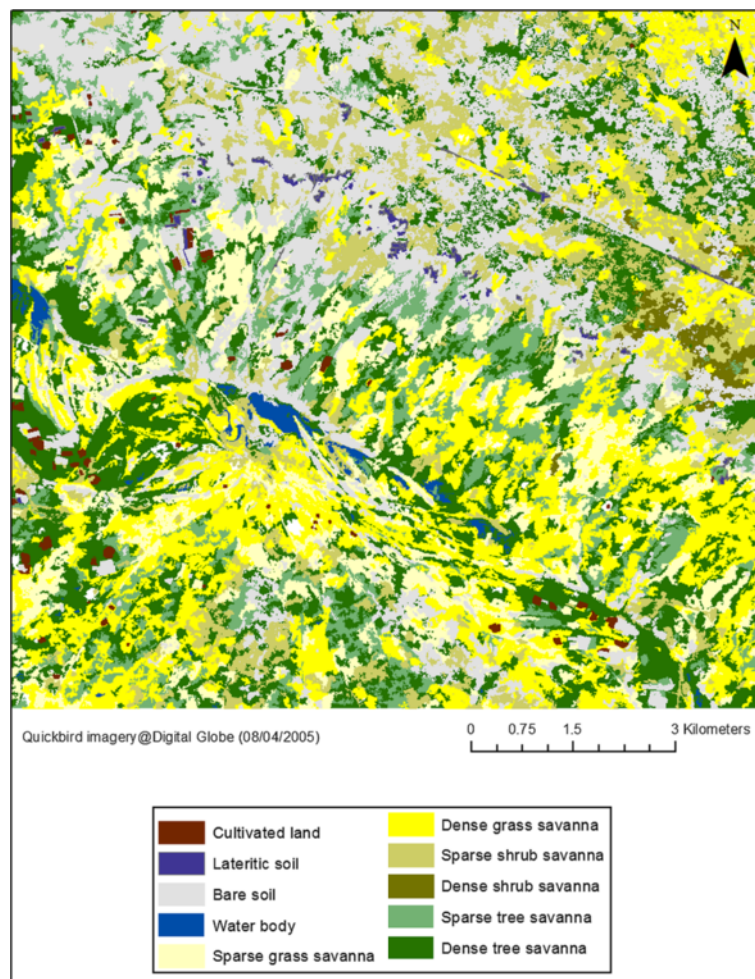 N
Quickbird imagery@Digital Globe (08/04/2005)
0 0.75 1.5 3 Kilometers
Cultivated land
Lateritic soil
Bare soil
Water body
Sparse grass savanna
Dense grass savanna
Sparse shrub savanna
Dense shrub savanna
Sparse tree savanna
Dense tree savanna